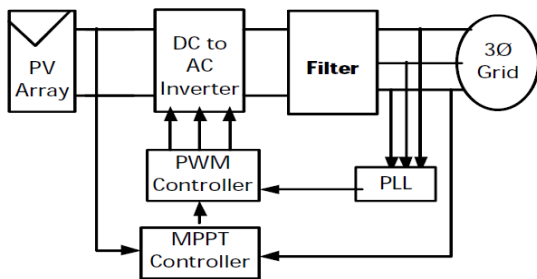 PV
Array
DC to
AC
Inverter
Filter
3Ø
Grid
PWM
Controller
PLL
MPPT
Controller